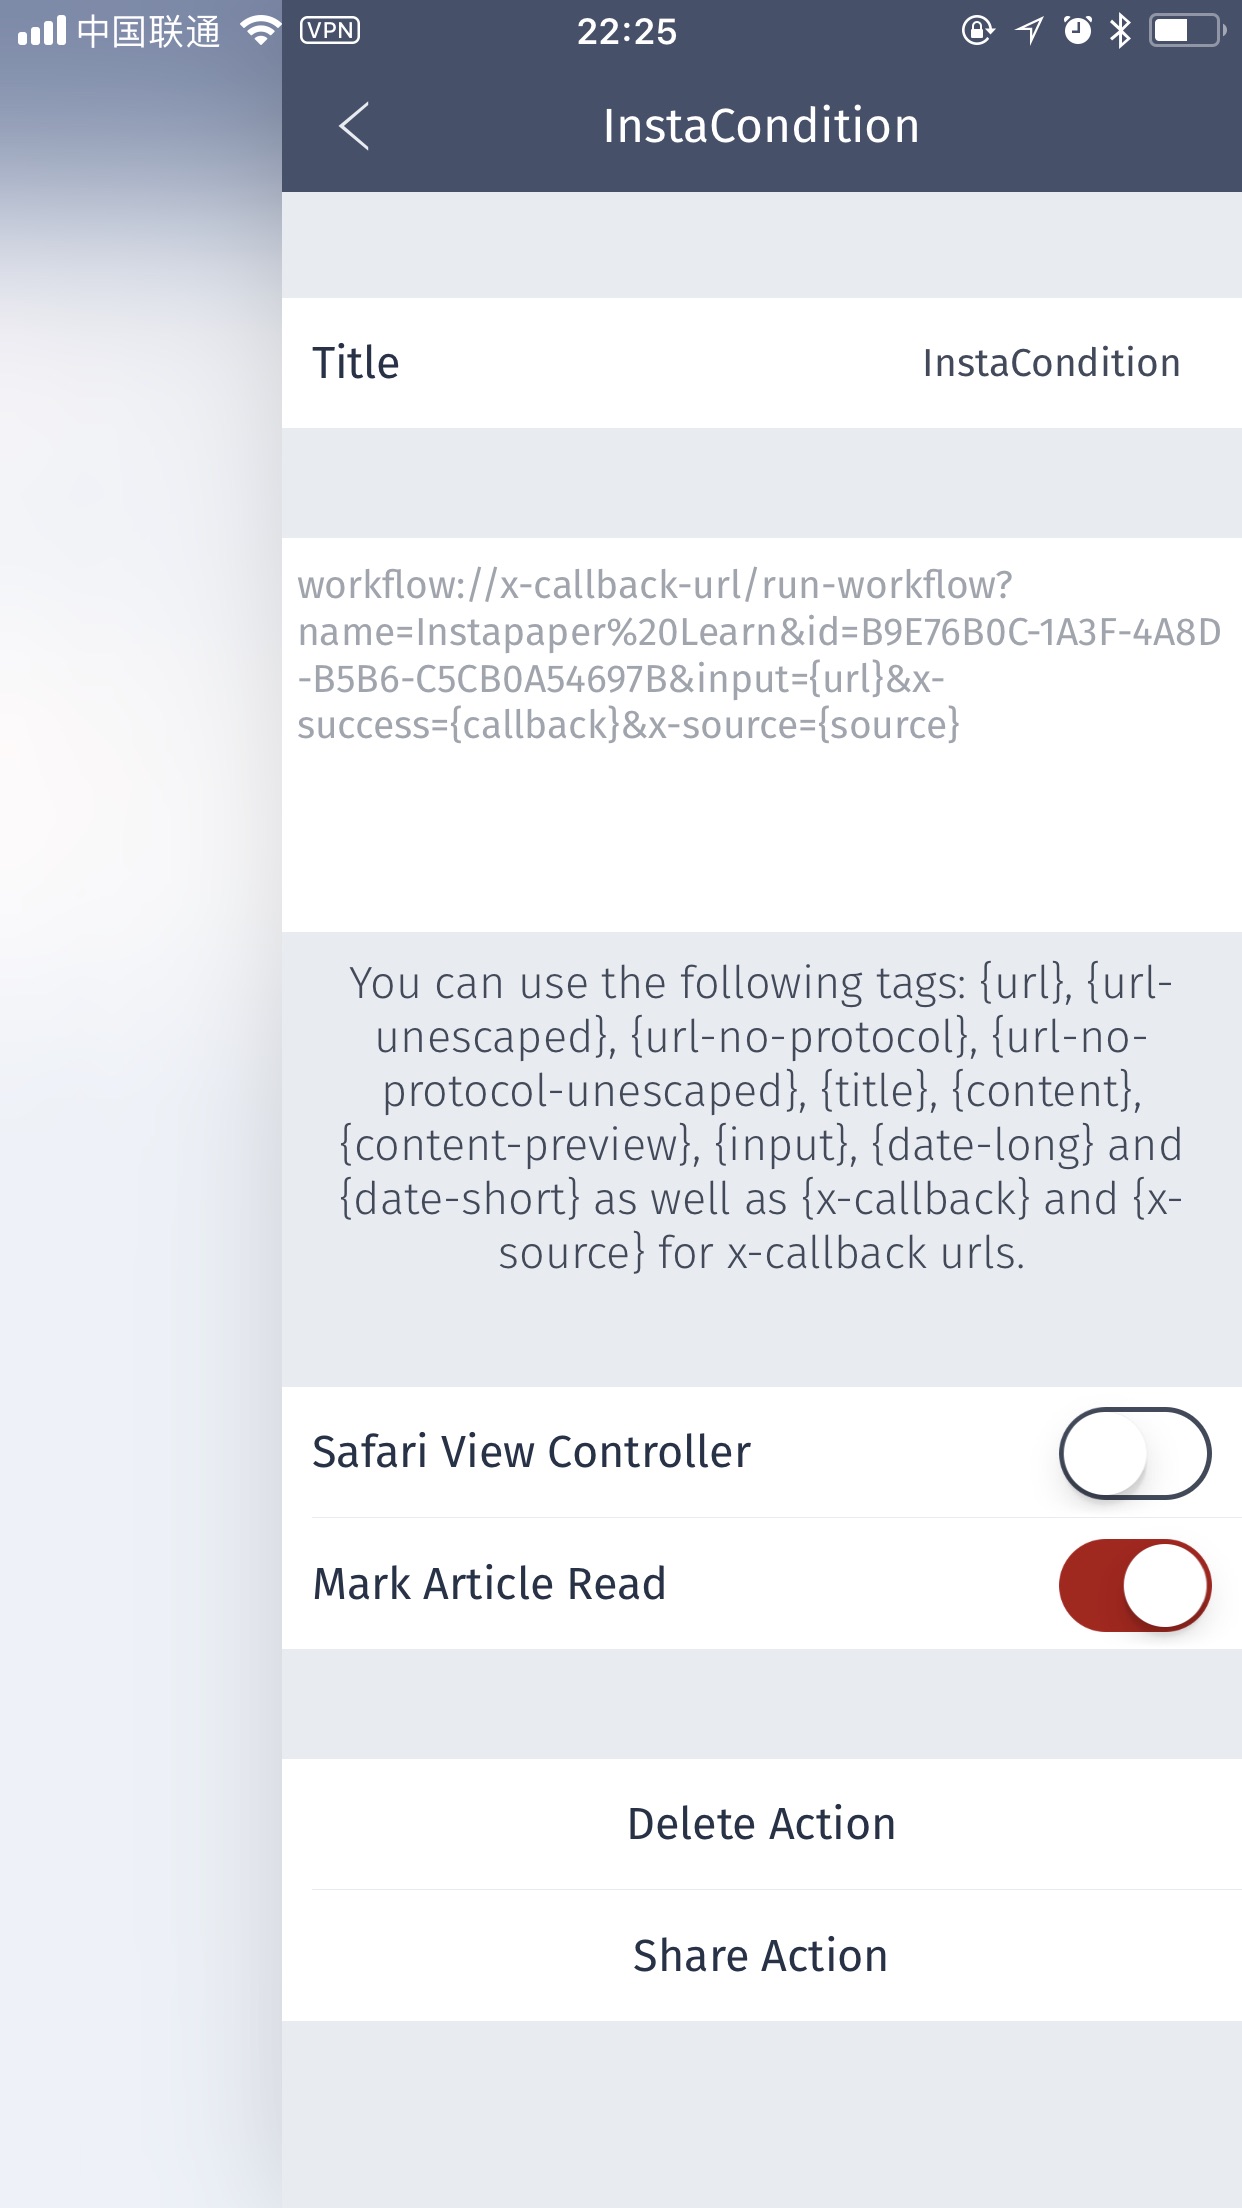 中国联通 VPN 22:25
InstaCondition
Title InstaCondition
workflow://x-callback-url/run-workflow?
name=Instapaper%20Learn&id=B9E76B0C-1A3F-4A8D
-B5B6-C5CB0A54697B&input={url}&x-
success={callback}&x-source={source}
You can use the following tags: {url}, {url-
unescaped}, {url-no-protocol}, {url-no-
protocol-unescaped}, {title}, {content},
{content-preview}, {input}, {date-long} and
{date-short} as well as {x-callback} and {x-
source} for x-callback urls.
Safari View Controller
Mark Article Read
Delete Action
Share Action